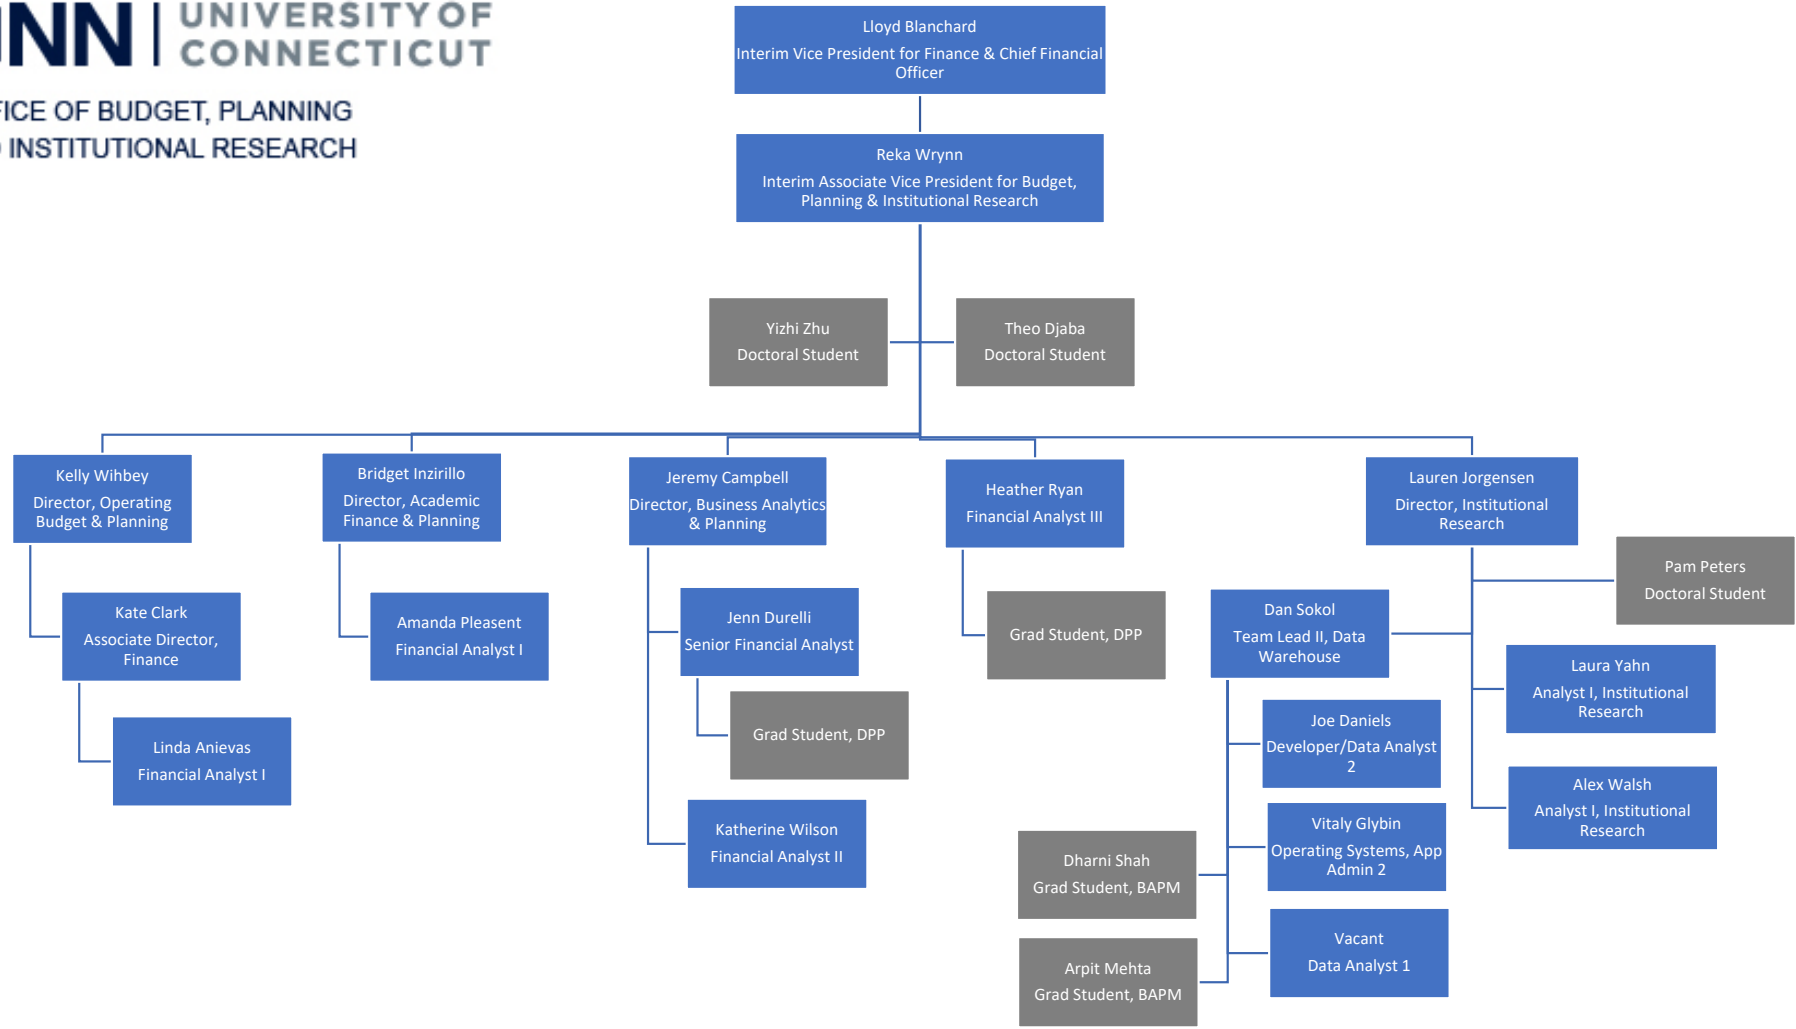 NN | UNIVERSITY OF
CONNECTICUT
FICE OF BUDGET, PLANNING
INSTITUTIONAL RESEARCH
Lloyd Blanchard
Interim Vice President for Finance & Chief Financial
Officer
Reka Wrynn
Interim Associate Vice President for Budget,
Planning & Institutional Research
Yizhi Zhu
Doctoral Student
Theo Djaba
Doctoral Student
Kelly Wihbey
Director, Operating
Budget & Planning
Kate Clark
Associate Director,
Finance
Linda Anievas
Financial Analyst I
Bridget Inzirillo
Director, Academic
Finance & Planning
Amanda Pleasent
Financial Analyst I
Jeremy Campbell
Director, Business Analytics
& Planning
Jenn Durelli
Senior Financial Analyst
Grad Student, DPP
Katherine Wilson
Financial Analyst II
Heather Ryan
Financial Analyst III
Grad Student, DPP
Lauren Jorgensen
Director, Institutional
Research
Pam Peters
Doctoral Student
Dan Sokol
Team Lead II, Data
Warehouse
Laura Yahn
Analyst I, Institutional
Research
Alex Walsh
Analyst I, Institutional
Research
Joe Daniels
Developer/Data Analyst
2
Vitaly Glybin
Operating Systems, App
Admin 2
Dharni Shah
Grad Student, BAPM
Vacant
Data Analyst 1
Arpit Mehta
Grad Student, BAPM